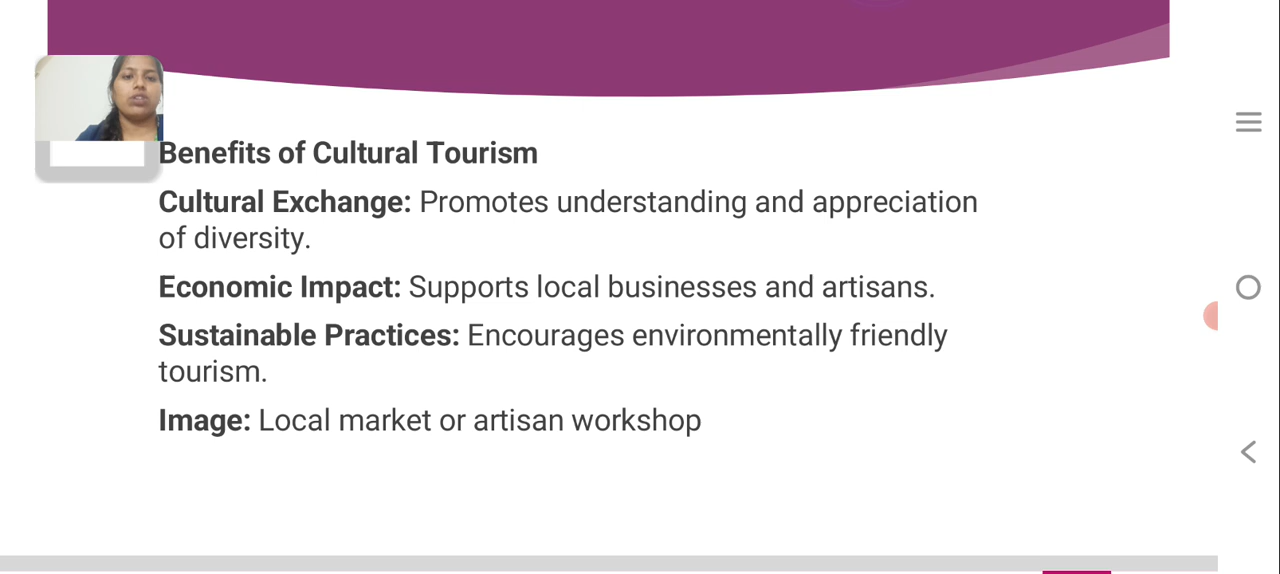 Benefits of Cultural Tourism
Cultural Exchange: Promotes understanding and appreciation
of diversity.
Economic Impact: Supports local businesses and artisans.
Sustainable Practices: Encourages environmentally friendly
tourism.
Image: Local market or artisan workshop